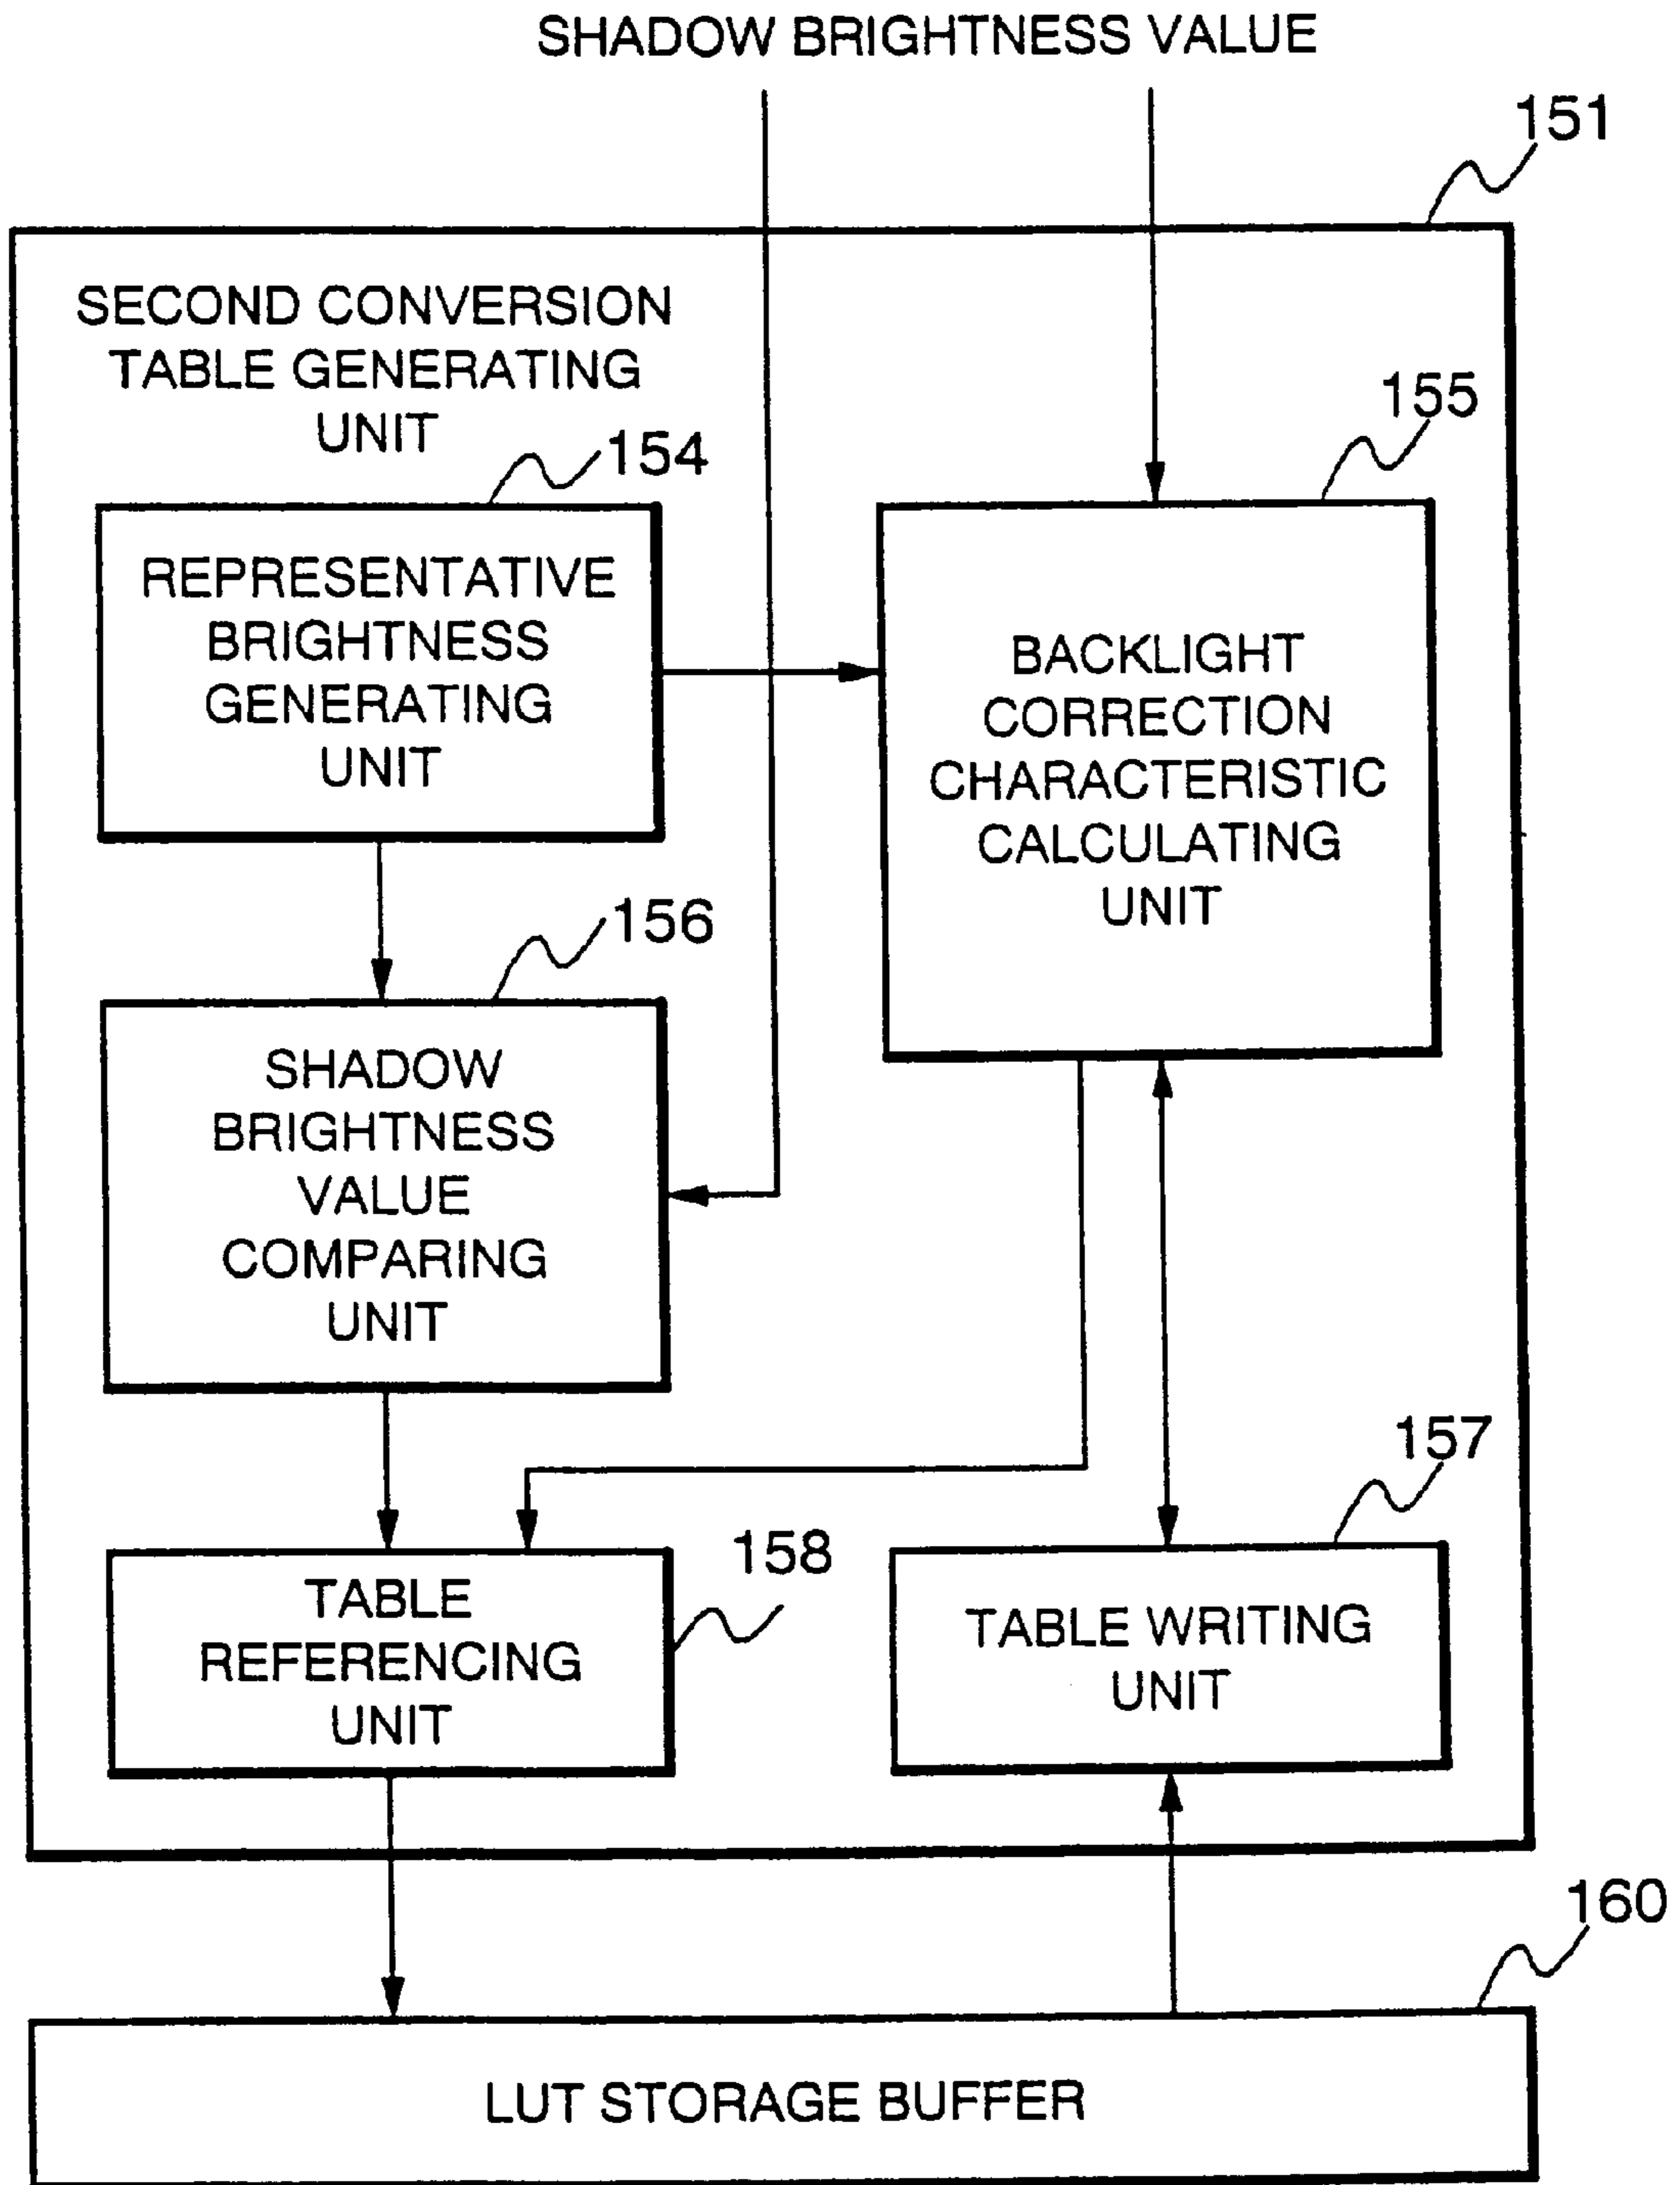 SHADOW BRIGHTNESS VALUE
151
SECOND CONVERSION
TABLE GENERATING
UNIT
154
155
REPRESENTATIVE
BRIGHTNESS
GENERATING
UNIT
BACKLIGHT
CORRECTION
CHARACTERISTIC
CALCULATING
UNIT
156
SHADOW
BRIGHTNESS
VALUE
COMPARING
UNIT
157
158
TABLE
REFERENCING
UNIT
TABLE WRITING
UNIT
160
LUT STORAGE BUFFER